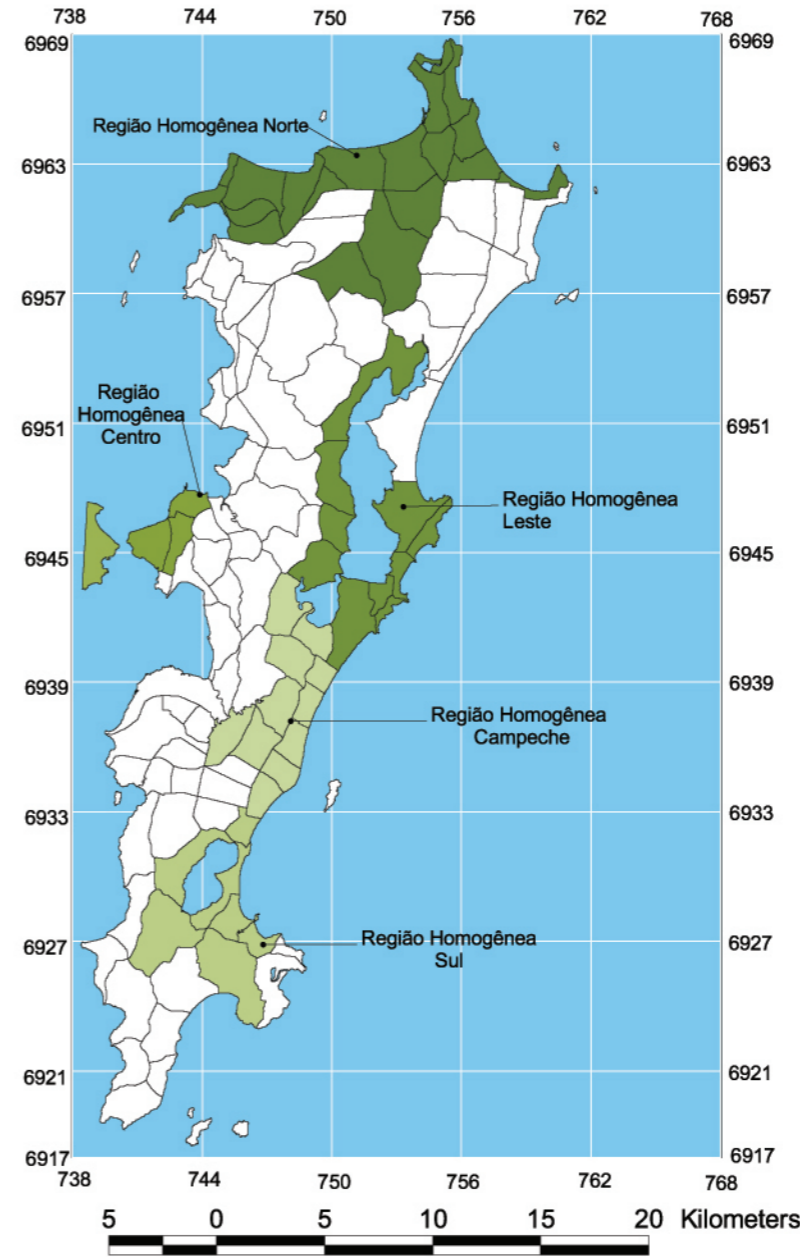 738 744 750 756 762 768
6969 6969
Região Homogênea Norte
6963 6963
6957 6957
Região
Homogênea
Centro
6951 6951
Região Homogênea
Leste
6945 6945
6939 6939
Região Homogênea
Campeche
6933 6933
Região Homogênea
Sul
6927 6927
6921 6921
6917 6917
738 744 750 756 762 768
5 0 5 10 15 20 Kilometers